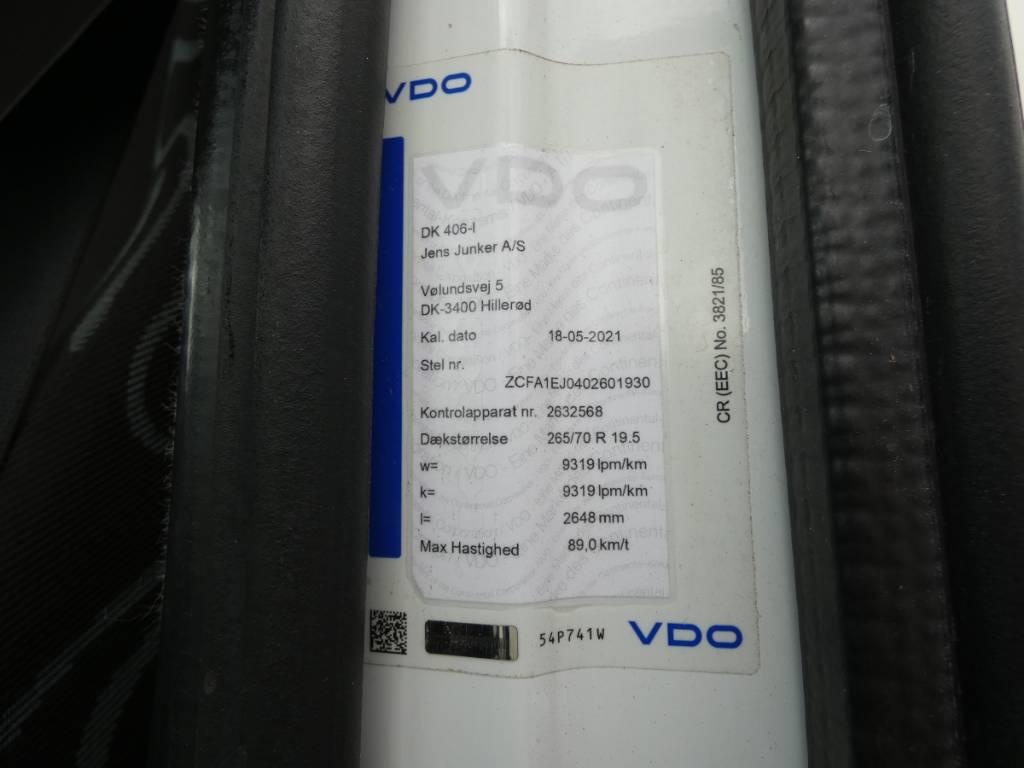 VDO
VDO
DK 406-I
Jens Junker A/S
Vølundsvej 5
DK-3400 Hillerød
Kal. dato 18-05-2021
Stel nr.
ZCFA1EJ0402601930
Kontrolapparat nr. 2632568
Dækstørrelse 265/70 R 19.5
w= 9319 lpm/km
k= 9319 lpm/km
l= 2648 mm
Max Hastighed 89,0 km/t
CR (EEC) No. 3821/85
54P741W
VDO